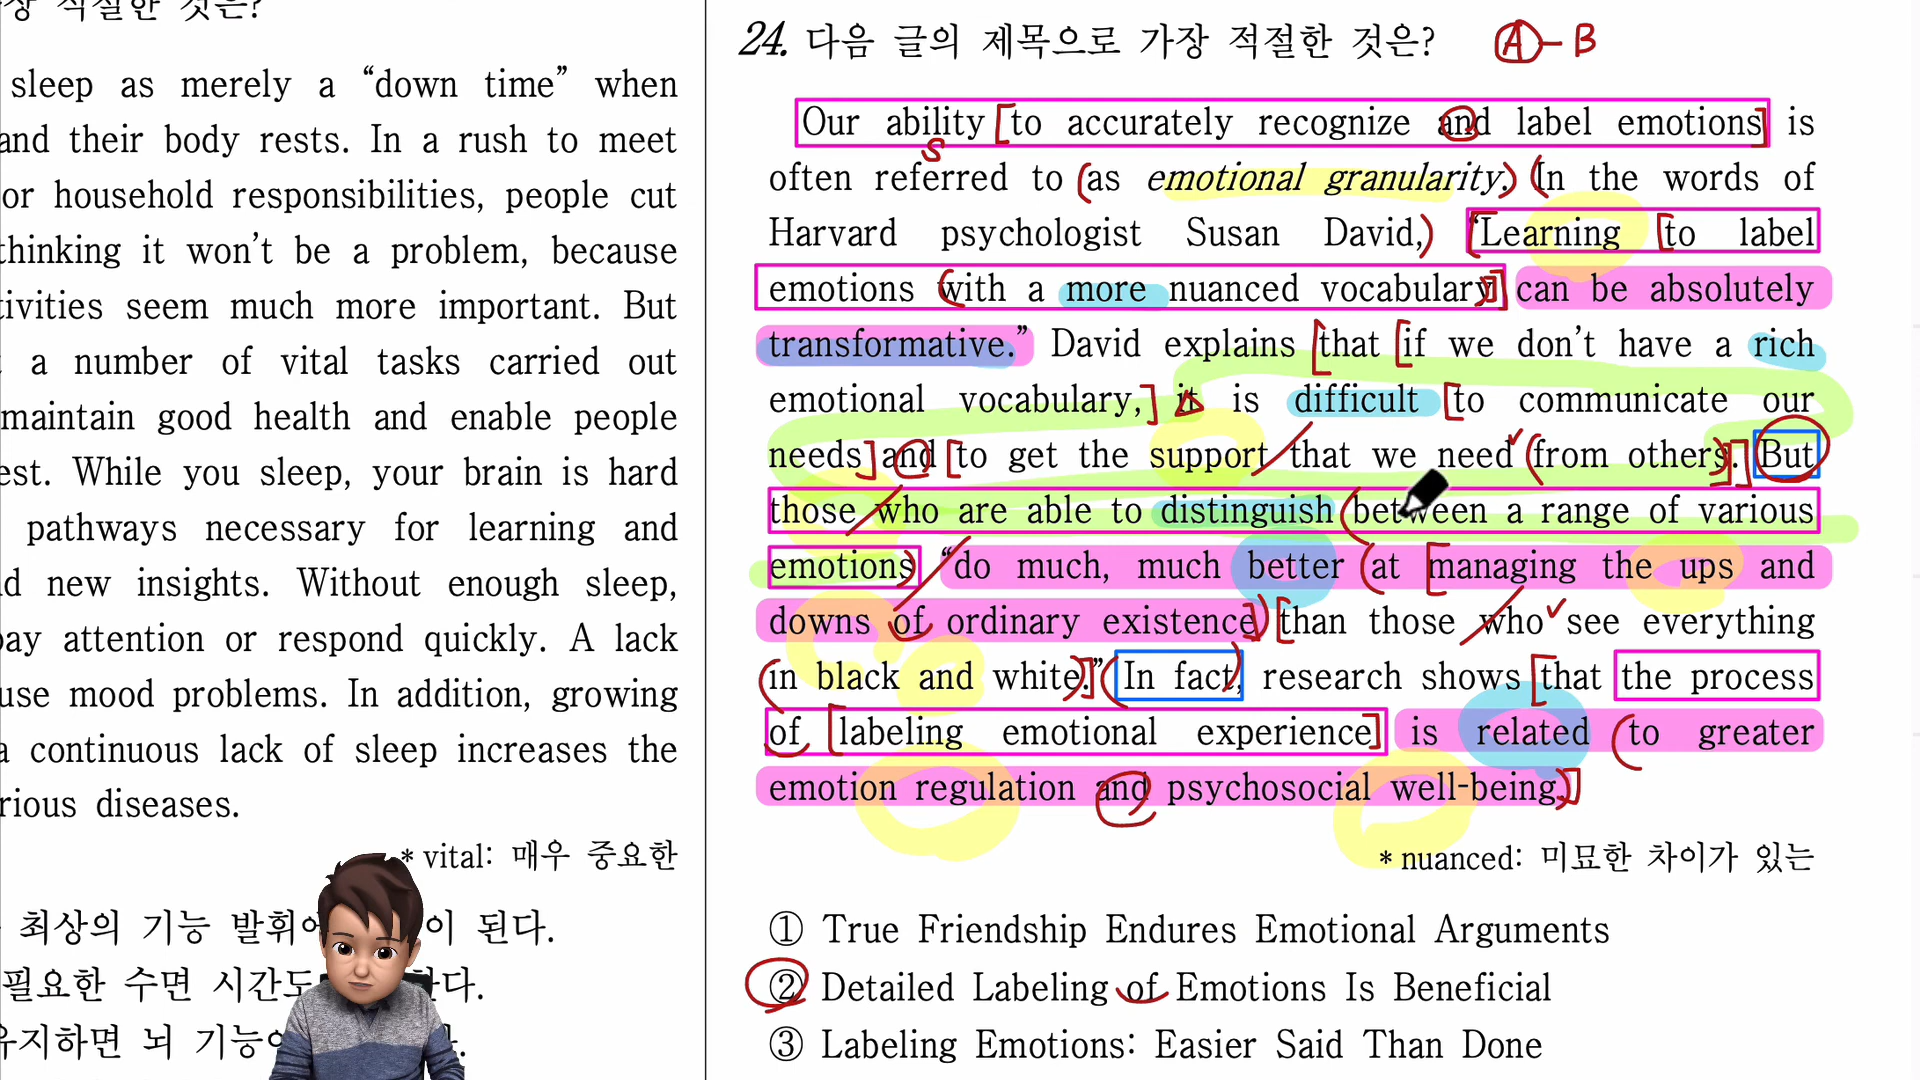 적절한 것은?
sleep as merely a “down time” when
and their body rests. In a rush to meet
or household responsibilities, people cut
thinking it won’t be a problem, because
tivities seem much more important. But
a number of vital tasks carried out
maintain good health and enable people
est. While you sleep, your brain is hard
pathways necessary for learning and
d new insights. Without enough sleep,
pay attention or respond quickly. A lack
use mood problems. In addition, growing
a continuous lack of sleep increases the
rious diseases.
* vital: 매우 중요한
최상의 기능 발휘에 이 된다.
필요한 수면 시간도 한다.
유지하면 뇌 기능이
24. 다음 글의 제목으로 가장 적절한 것은? A - B
Our ability to accurately recognize and label emotions is
s
often referred to as emotional granularity. In the words of
Harvard psychologist Susan David, “Learning to label
emotions with a more nuanced vocabulary can be absolutely
transformative.” David explains that if we don’t have a rich
emotional vocabulary, it is difficult to communicate our
needs and to get the support that we need from others. But
those who are able to distinguish between a range of various
emotions “do much, much better at managing the ups and
downs of ordinary existence than those who see everything
in black and white.” In fact, research shows that the process
of labeling emotional experience is related to greater
emotion regulation and psychosocial well-being.
* nuanced: 미묘한 차이가 있는
① True Friendship Endures Emotional Arguments
② Detailed Labeling of Emotions Is Beneficial
③ Labeling Emotions: Easier Said Than Done